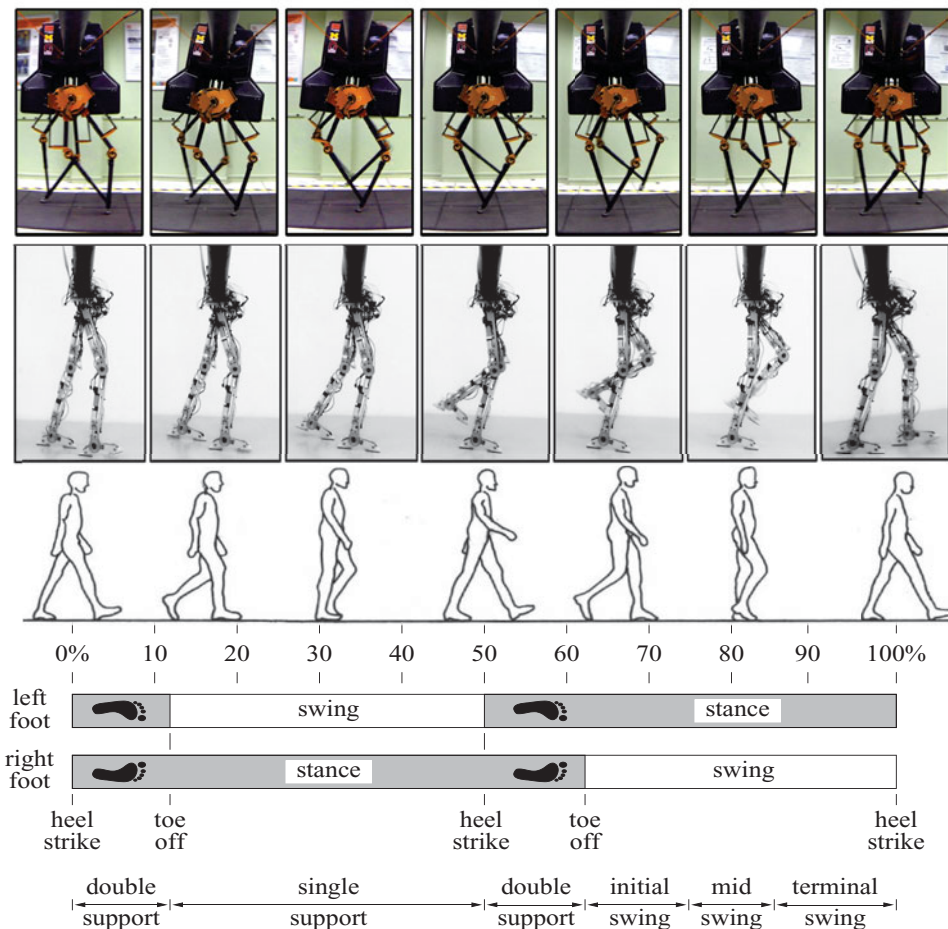 0% 10 20 30 40 50 60 70 80 90 100%
left
foot
swing
stance
right
foot
stance
swing
heel
strike
toe
off
heel
strike
toe
off
heel
strike
double
support
single
support
double
support
initial
swing
mid
swing
terminal
swing